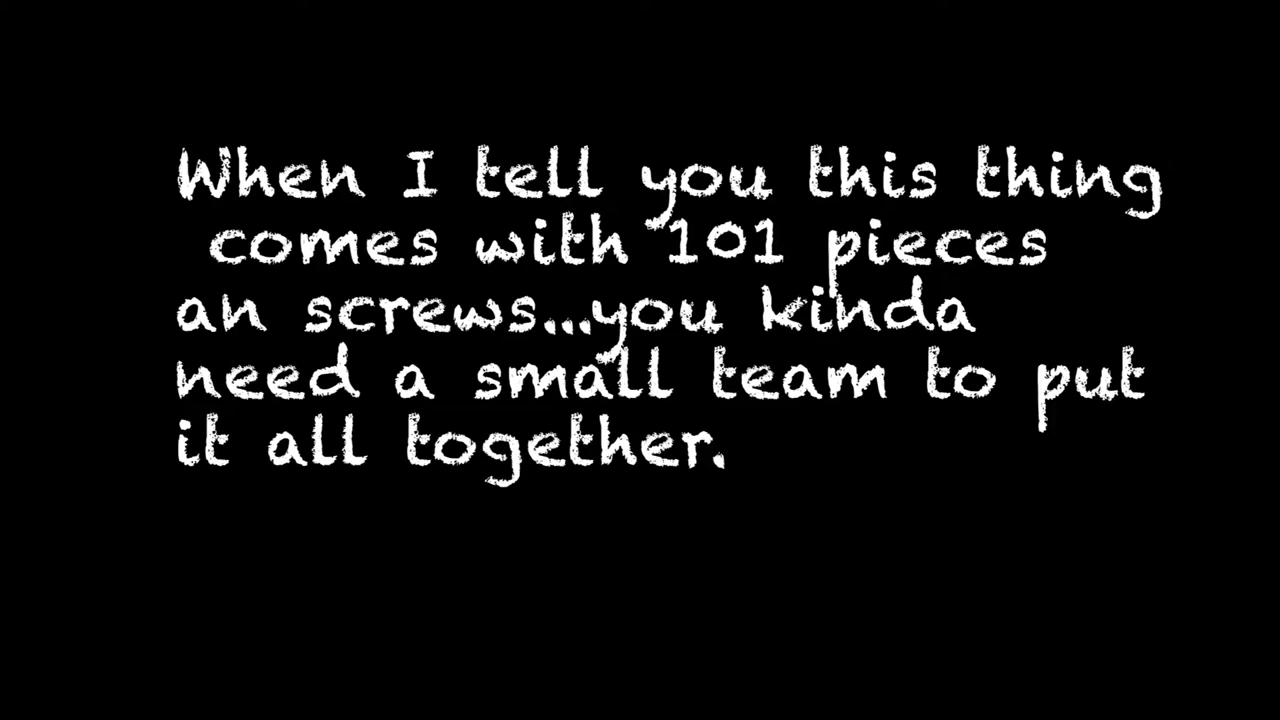 When I tell you this thing
comes with 101 pieces
an screws...you kinda
need a small team to put
it all together.